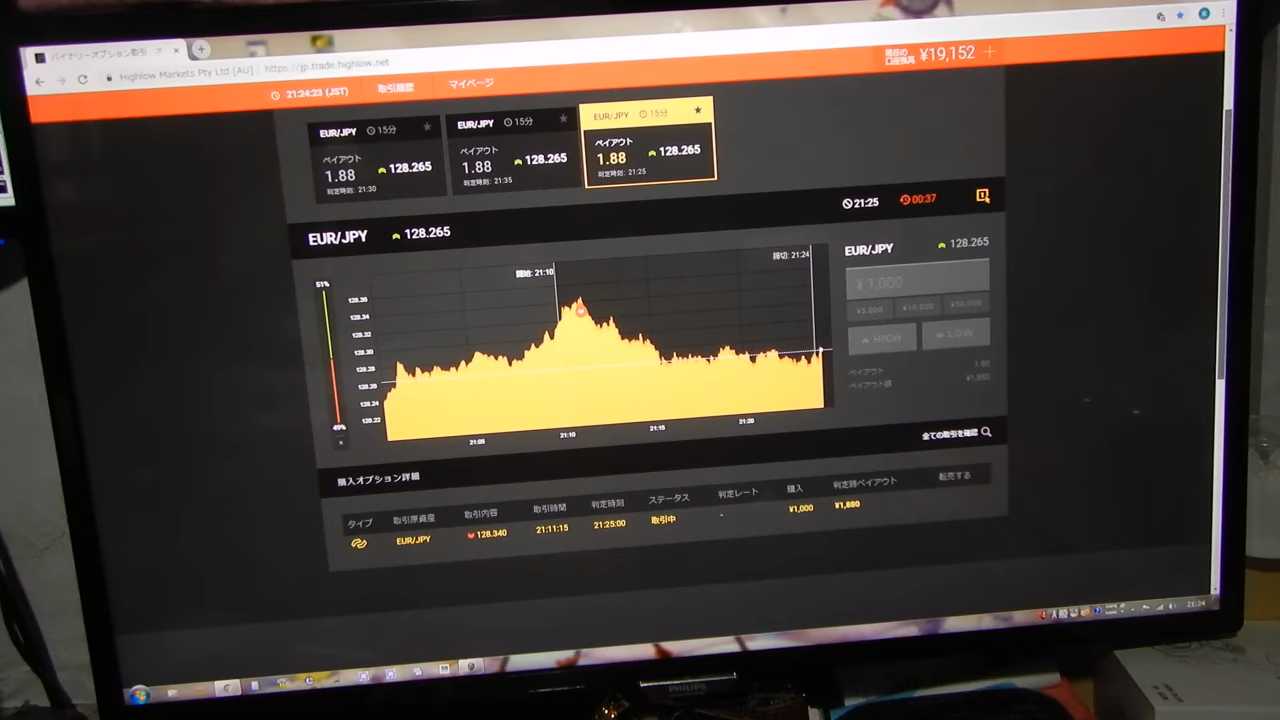 バイナリーオプション取引
Highlow Markets Pty Ltd [AU] https://jp.trade.highlow.net
21:24:23 (JST) 取引履歴 マイページ 現在の口座残高 ¥19,152
EUR/JPY 15分
ペイアウト
1.88 128.265
判定時刻: 21:30
EUR/JPY 15分
ペイアウト
1.88 128.265
判定時刻: 21:35
EUR/JPY 15分
ペイアウト
1.88 128.265
判定時刻: 21:25
EUR/JPY 128.265 21:25 00:37
51%
49%
開始: 21:10
締切: 21:24
128.36
128.34
128.32
128.30
128.28
128.26
128.24
128.22
21:05 21:10 21:15 21:20
EUR/JPY 128.265
¥1,000
¥5,000 ¥10,000 ¥50,000
HIGH LOW
ペイアウト 1.88
ペイアウト額 ¥1,880
全ての取引を確認
購入オプション詳細
タイプ 取引原資産 取引内容 取引時間 判定時刻 ステータス 判定レート 購入 判定時ペイアウト 転売する
EUR/JPY 128.340 21:11:15 21:25:00 取引中 - ¥1,000 ¥1,880
21:24
PHILIPS